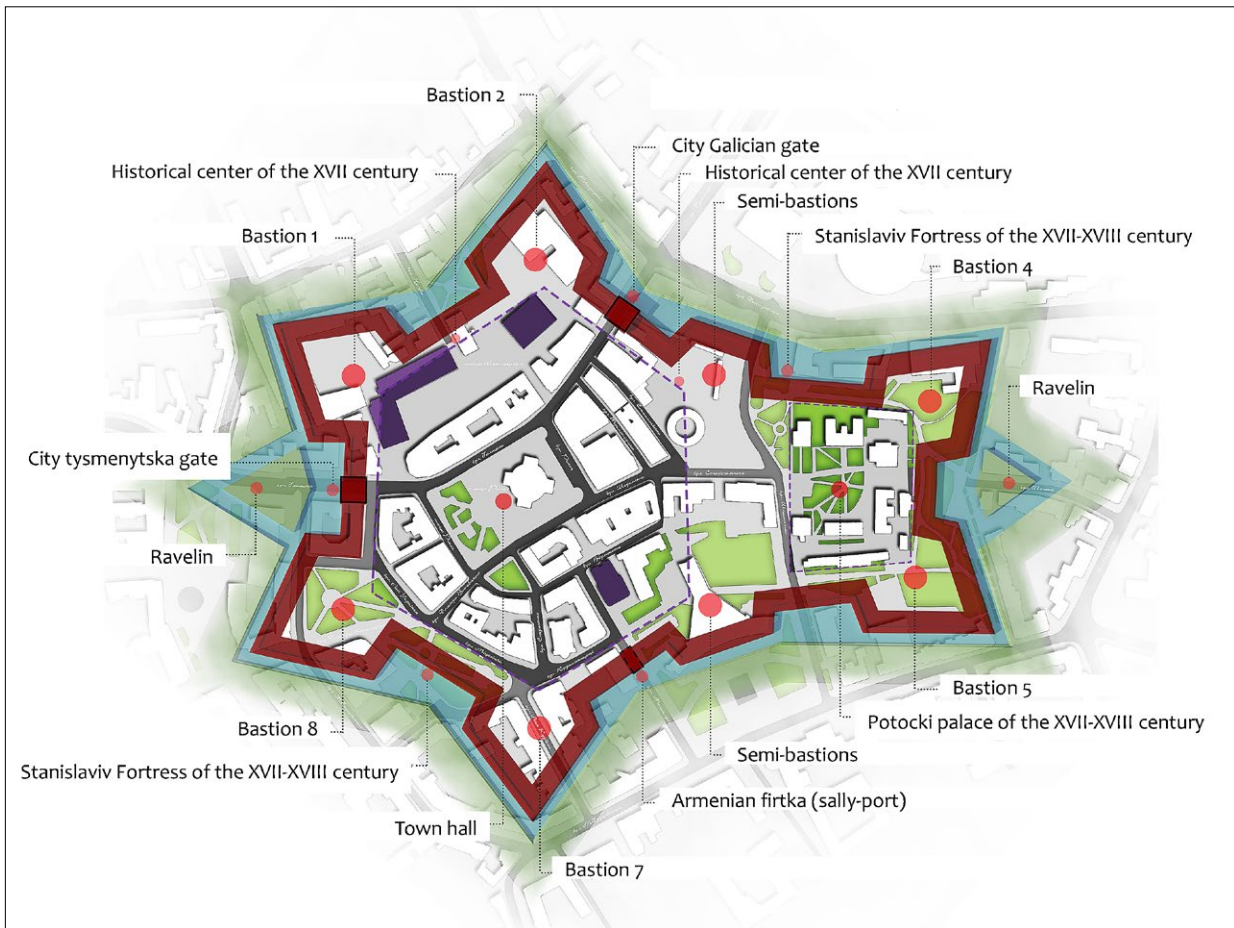 Bastion 2
City Galician gate
Historical center of the XVII century
Historical center of the XVII century
Semi-bastions
Bastion 1
Stanislaviv Fortress of the XVII-XVIII century
Bastion 4
Ravelin
City tysmenytska gate
Ravelin
Bastion 5
Bastion 8
Potocki palace of the XVII-XVIII century
Semi-bastions
Stanislaviv Fortress of the XVII-XVIII century
Armenian firtka (sally-port)
Town hall
Bastion 7